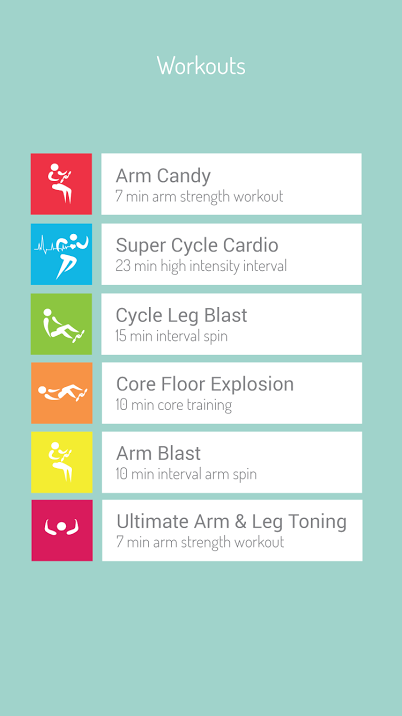 Workouts
Arm Candy
7 min arm strength workout
Super Cycle Cardio
23 min high intensity interval
Cycle Leg Blast
15 min interval spin
Core Floor Explosion
10 min core training
Arm Blast
10 min interval arm spin
Ultimate Arm & Leg Toning
7 min arm strength workout